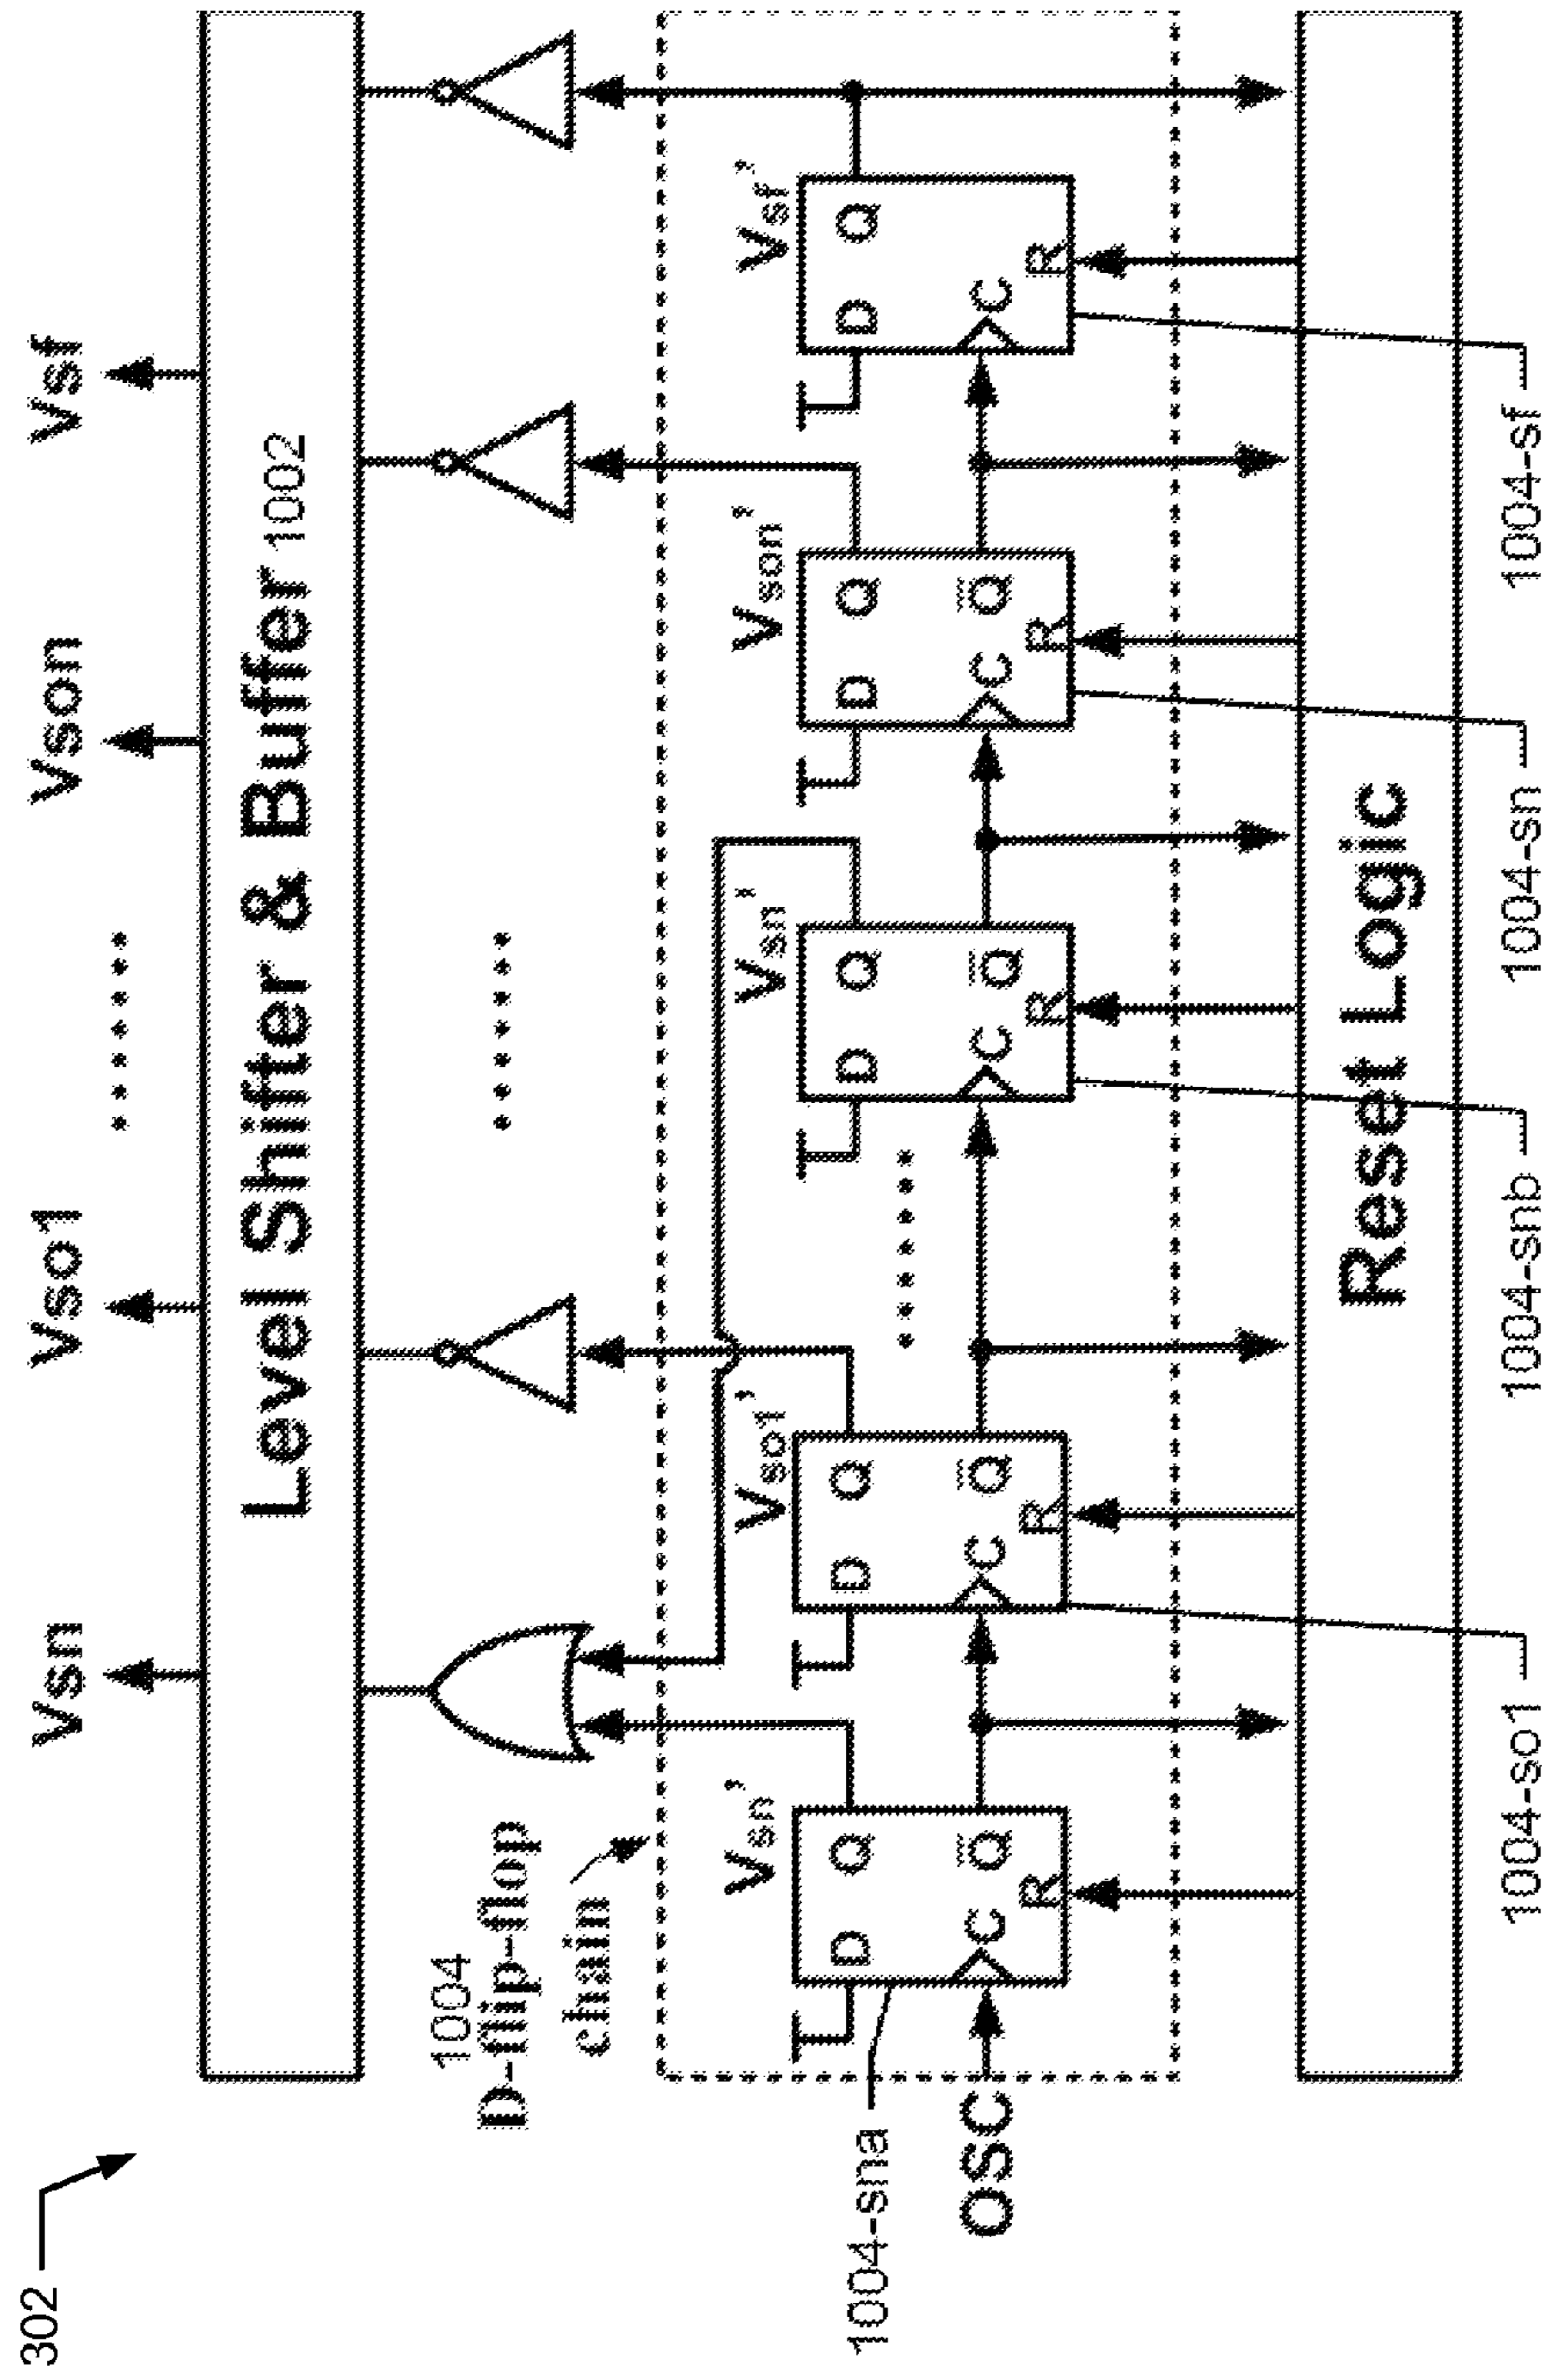 302
Vsn
Vso1
......
Vson
Vsf
Level Shifter & Buffer 1002
1004
D-flip-flop
chain
......
Vsn'
Vso1'
Vsn'
Vson'
Vsf'
D Q
D Q
D Q
D Q
D Q
......
OSC
C Q̅
C Q̅
C Q̅
C Q̅
C
R
R
R
R
R
Reset Logic
1004-sna
1004-so1
1004-snb
1004-sn
1004-sf